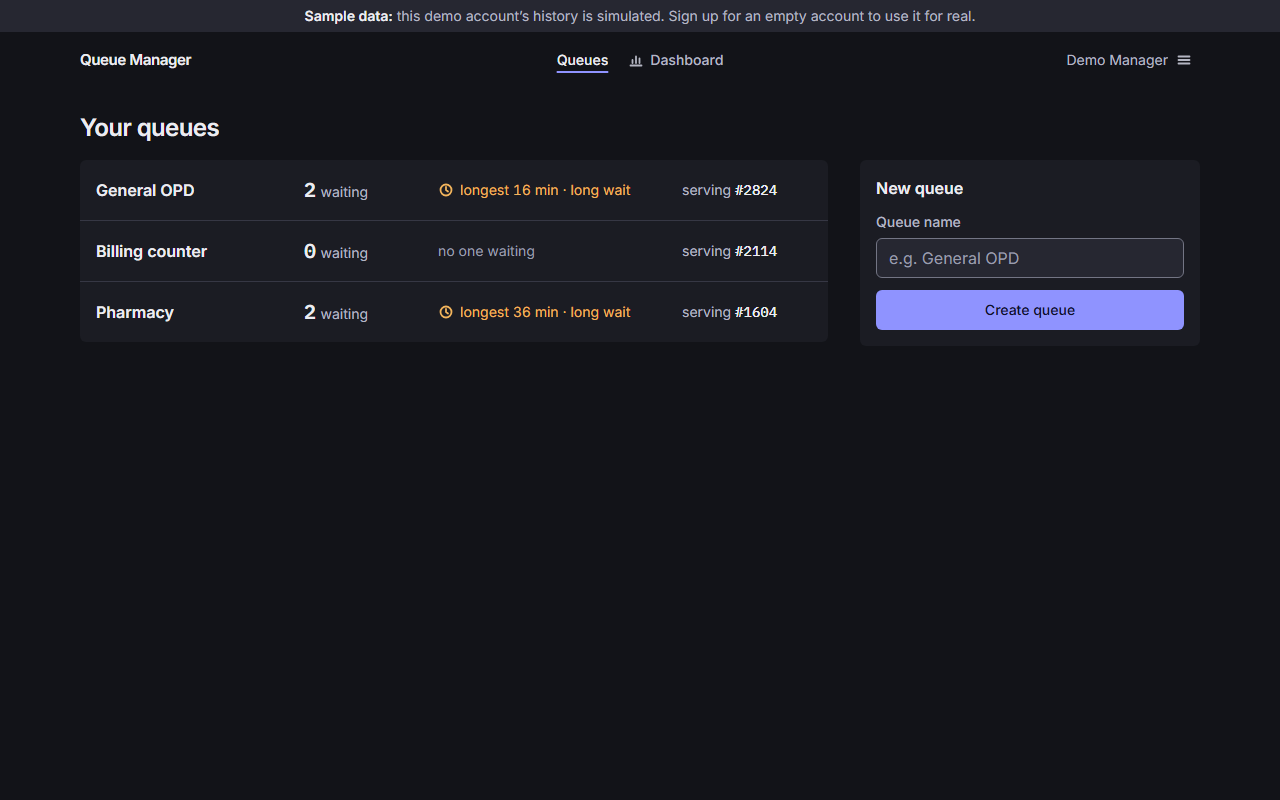 Sample data: this demo account’s history is simulated. Sign up for an empty account to use it for real.
Queue Manager
Queues
Dashboard
Demo Manager
Your queues
General OPD 2 waiting longest 16 min · long wait serving #2824
Billing counter 0 waiting no one waiting serving #2114
Pharmacy 2 waiting longest 36 min · long wait serving #1604
New queue
Queue name
e.g. General OPD
Create queue